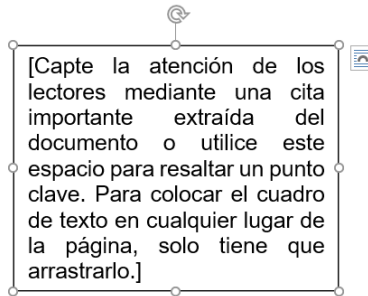 [Capte la atención de los
lectores mediante una cita
importante extraída del
documento o utilice este
espacio para resaltar un punto
clave. Para colocar el cuadro
de texto en cualquier lugar de
la página, solo tiene que
arrastrarlo.]